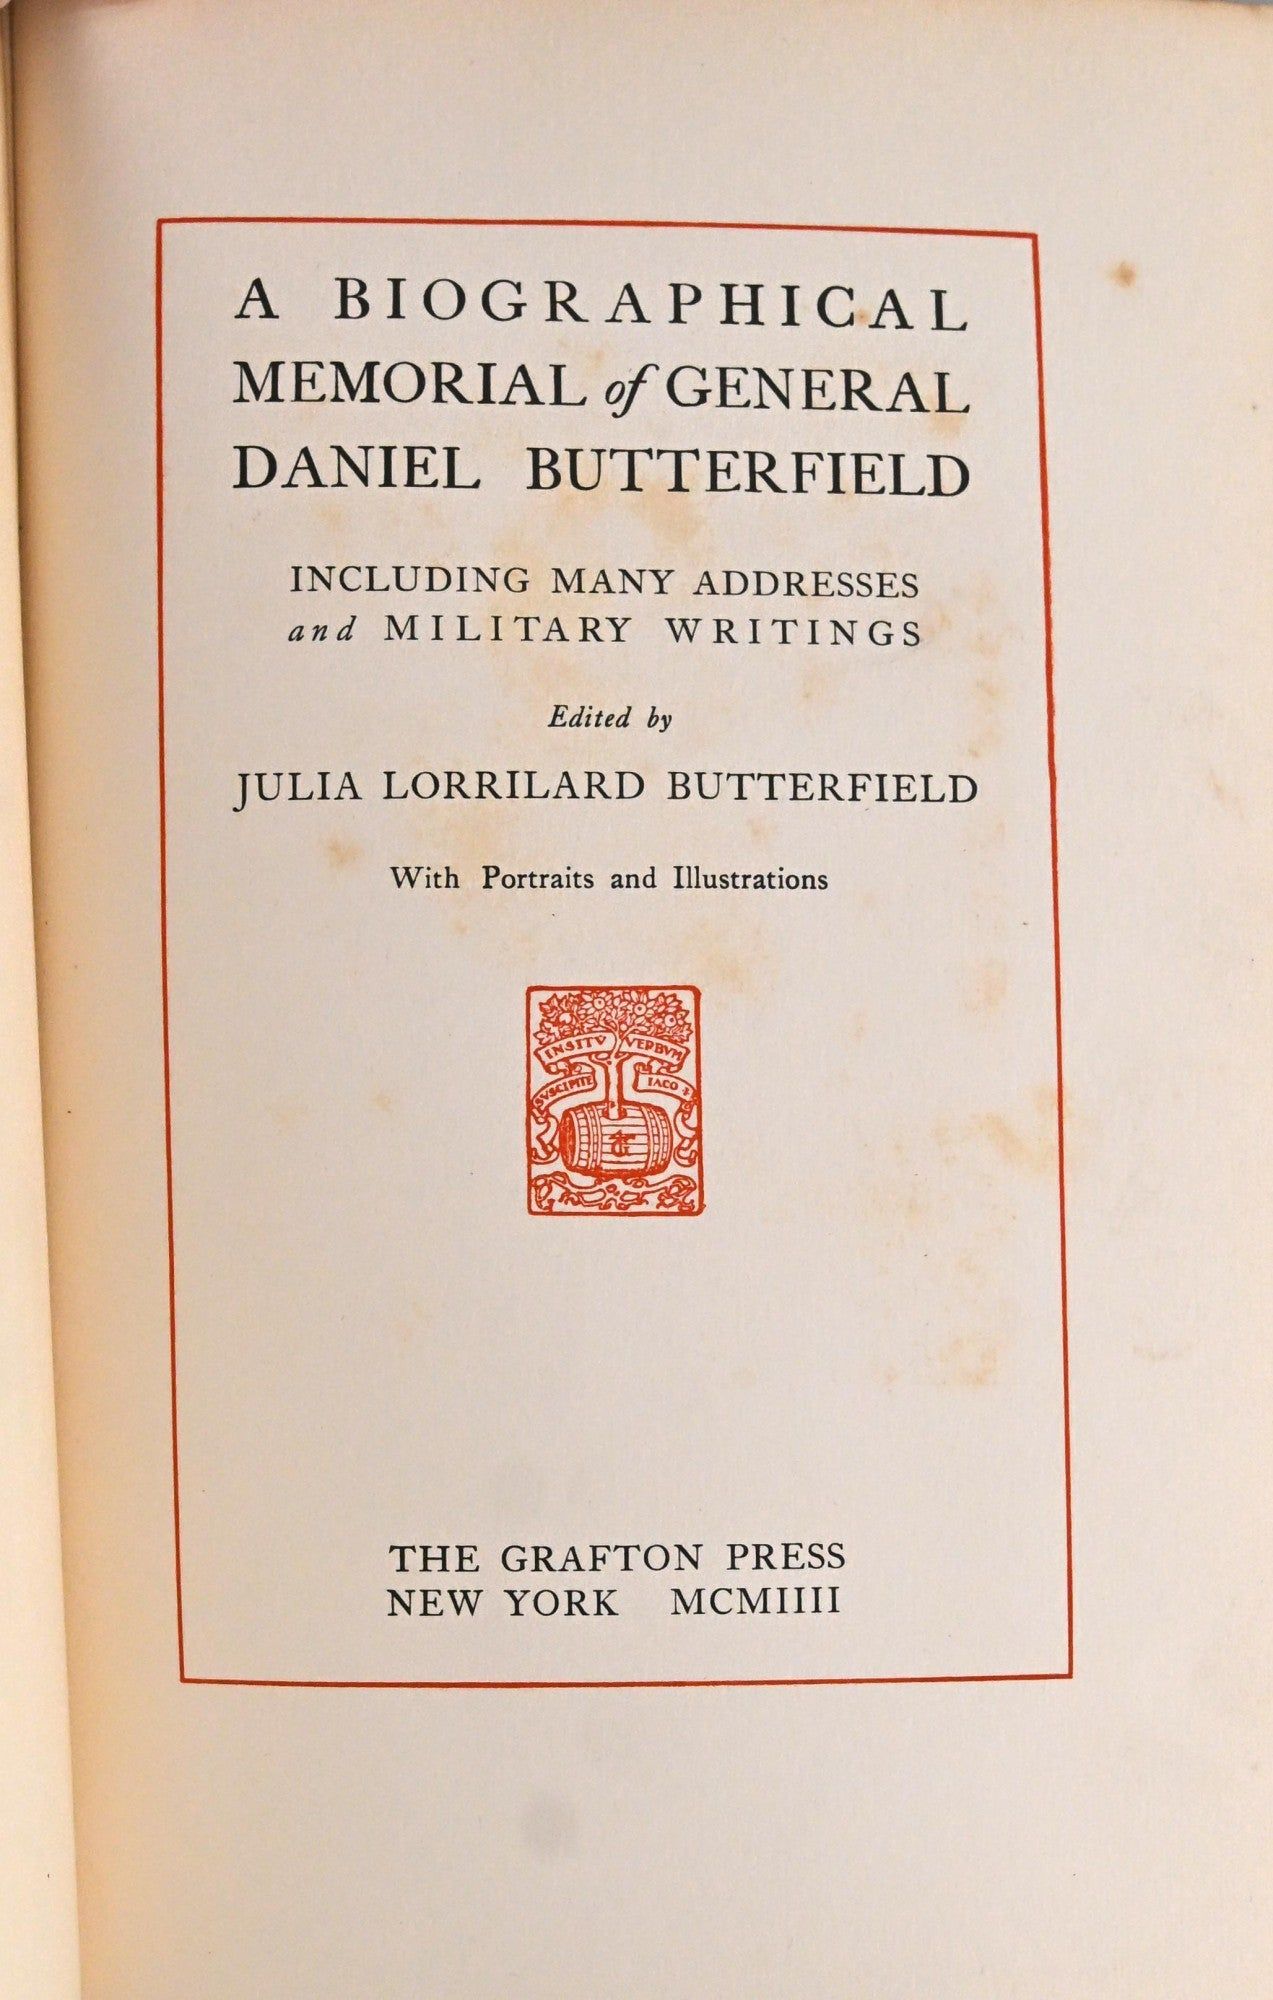 A BIOGRAPHICAL
MEMORIAL of GENERAL
DANIEL BUTTERFIELD
INCLUDING MANY ADDRESSES
and MILITARY WRITINGS
Edited by
JULIA LORRILARD BUTTERFIELD
With Portraits and Illustrations
INSITV VERBVM
SVSCIPITE IACO
THE GRAFTON PRESS
NEW YORK MCMIIII